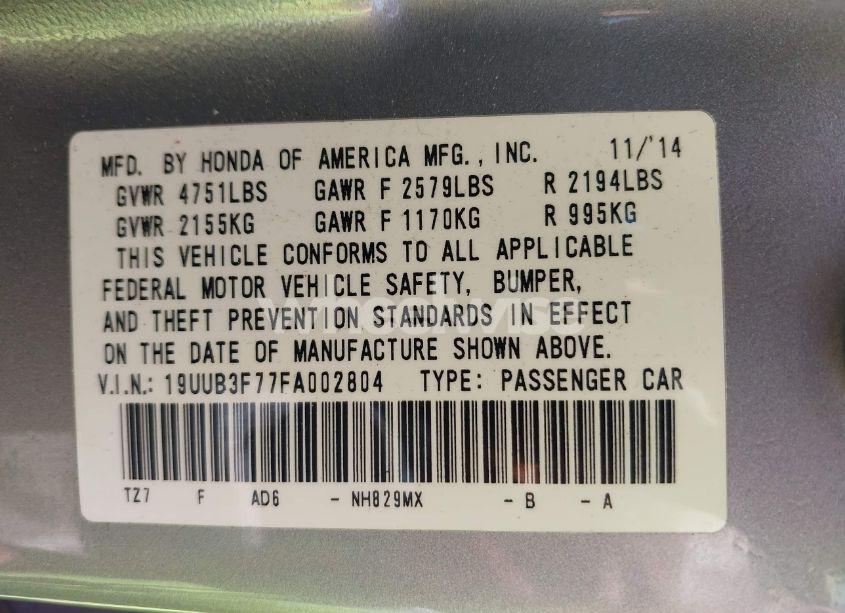 MFD. BY HONDA OF AMERICA MFG., INC. 11/'14
GVWR 4751LBS GAWR F 2579LBS R 2194LBS
GVWR 2155KG GAWR F 1170KG R 995KG
THIS VEHICLE CONFORMS TO ALL APPLICABLE
FEDERAL MOTOR VEHICLE SAFETY, BUMPER,
AND THEFT PREVENTION STANDARDS IN EFFECT
ON THE DATE OF MANUFACTURE SHOWN ABOVE.
V.I.N.: 19UUB3F77FA002804 TYPE: PASSENGER CAR
TZ7 F AD6 - NH829MX - B - A